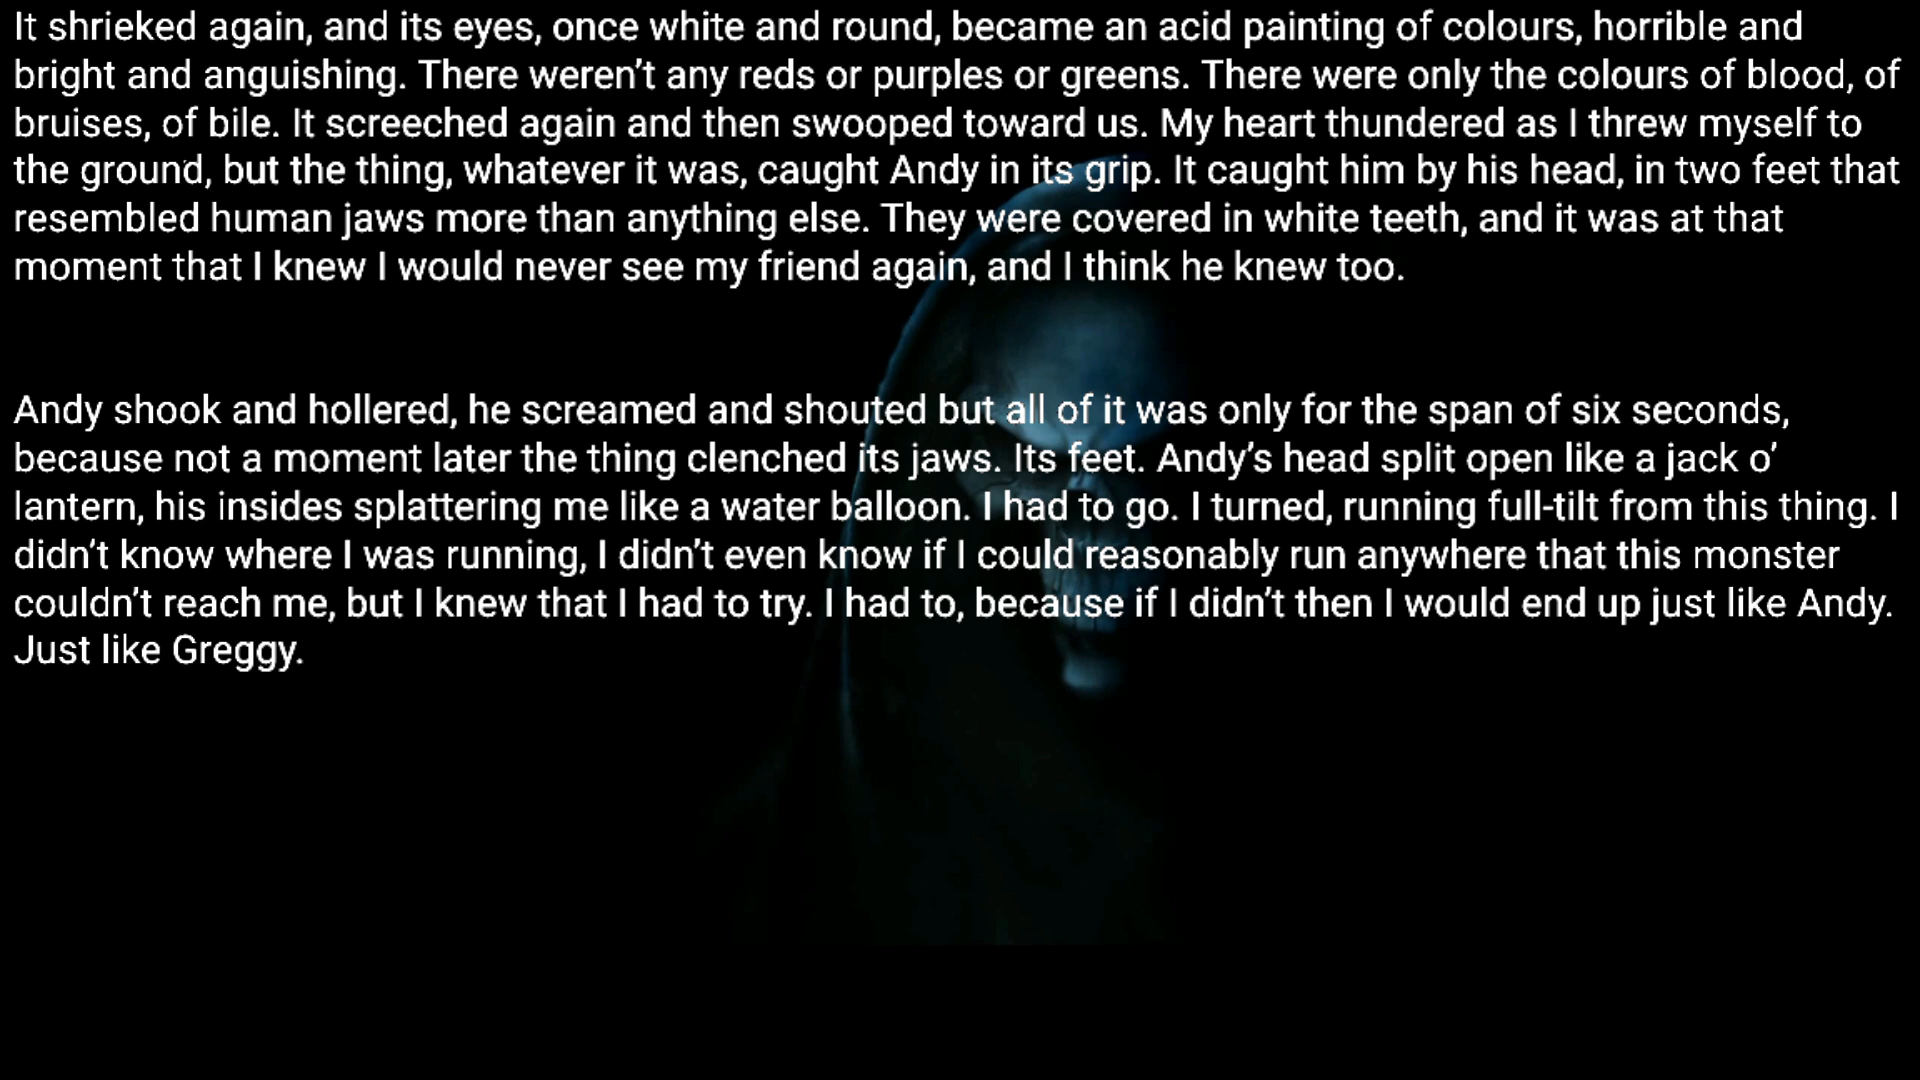 It shrieked again, and its eyes, once white and round, became an acid painting of colours, horrible and
bright and anguishing. There weren’t any reds or purples or greens. There were only the colours of blood, of
bruises, of bile. It screeched again and then swooped toward us. My heart thundered as I threw myself to
the ground, but the thing, whatever it was, caught Andy in its grip. It caught him by his head, in two feet that
resembled human jaws more than anything else. They were covered in white teeth, and it was at that
moment that I knew I would never see my friend again, and I think he knew too.
Andy shook and hollered, he screamed and shouted but all of it was only for the span of six seconds,
because not a moment later the thing clenched its jaws. Its feet. Andy’s head split open like a jack o’
lantern, his insides splattering me like a water balloon. I had to go. I turned, running full-tilt from this thing. I
didn’t know where I was running, I didn’t even know if I could reasonably run anywhere that this monster
couldn’t reach me, but I knew that I had to try. I had to, because if I didn’t then I would end up just like Andy.
Just like Greggy.